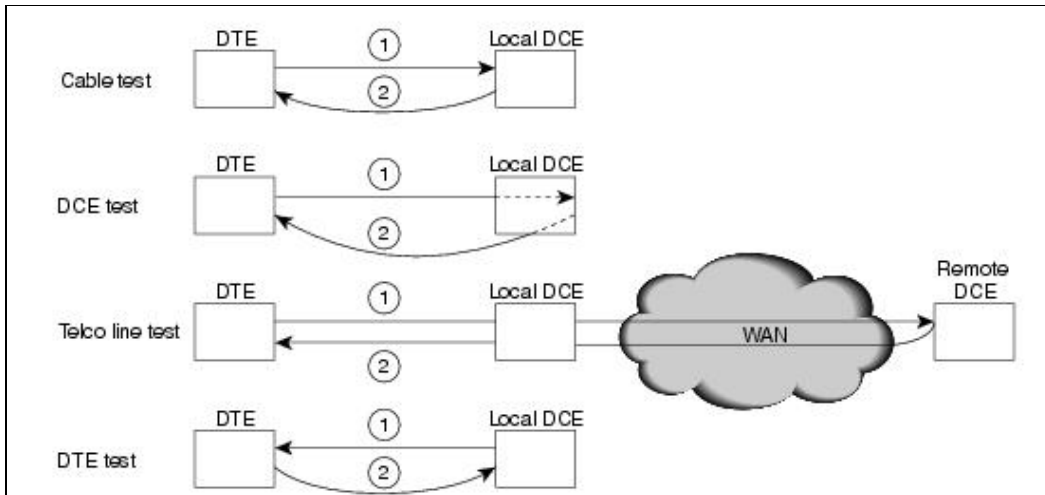 DTE Local DCE
1
Cable test
2
DTE Local DCE
1
DCE test
2
DTE Local DCE Remote DCE
1
Telco line test WAN
2
DTE Local DCE
1
DTE test
2